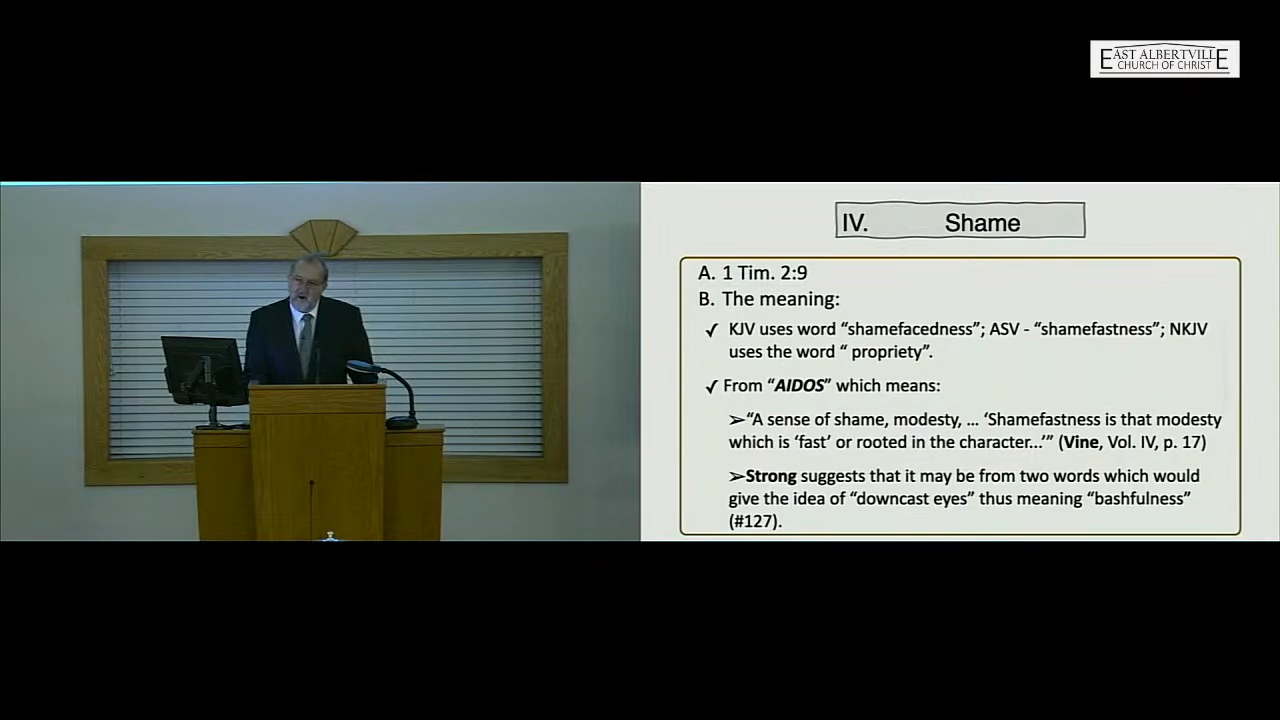 EAST ALBERTVILLE
CHURCH OF CHRIST
IV. Shame
A. 1 Tim. 2:9
B. The meaning:
✓ KJV uses word “shamefacedness”; ASV - “shamefastness”; NKJV
uses the word “ propriety”.
✓ From “AIDOS” which means:
➢“A sense of shame, modesty, … ‘Shamefastness is that modesty
which is ‘fast’ or rooted in the character...’” (Vine, Vol. IV, p. 17)
➢Strong suggests that it may be from two words which would
give the idea of “downcast eyes” thus meaning “bashfulness”
(#127).